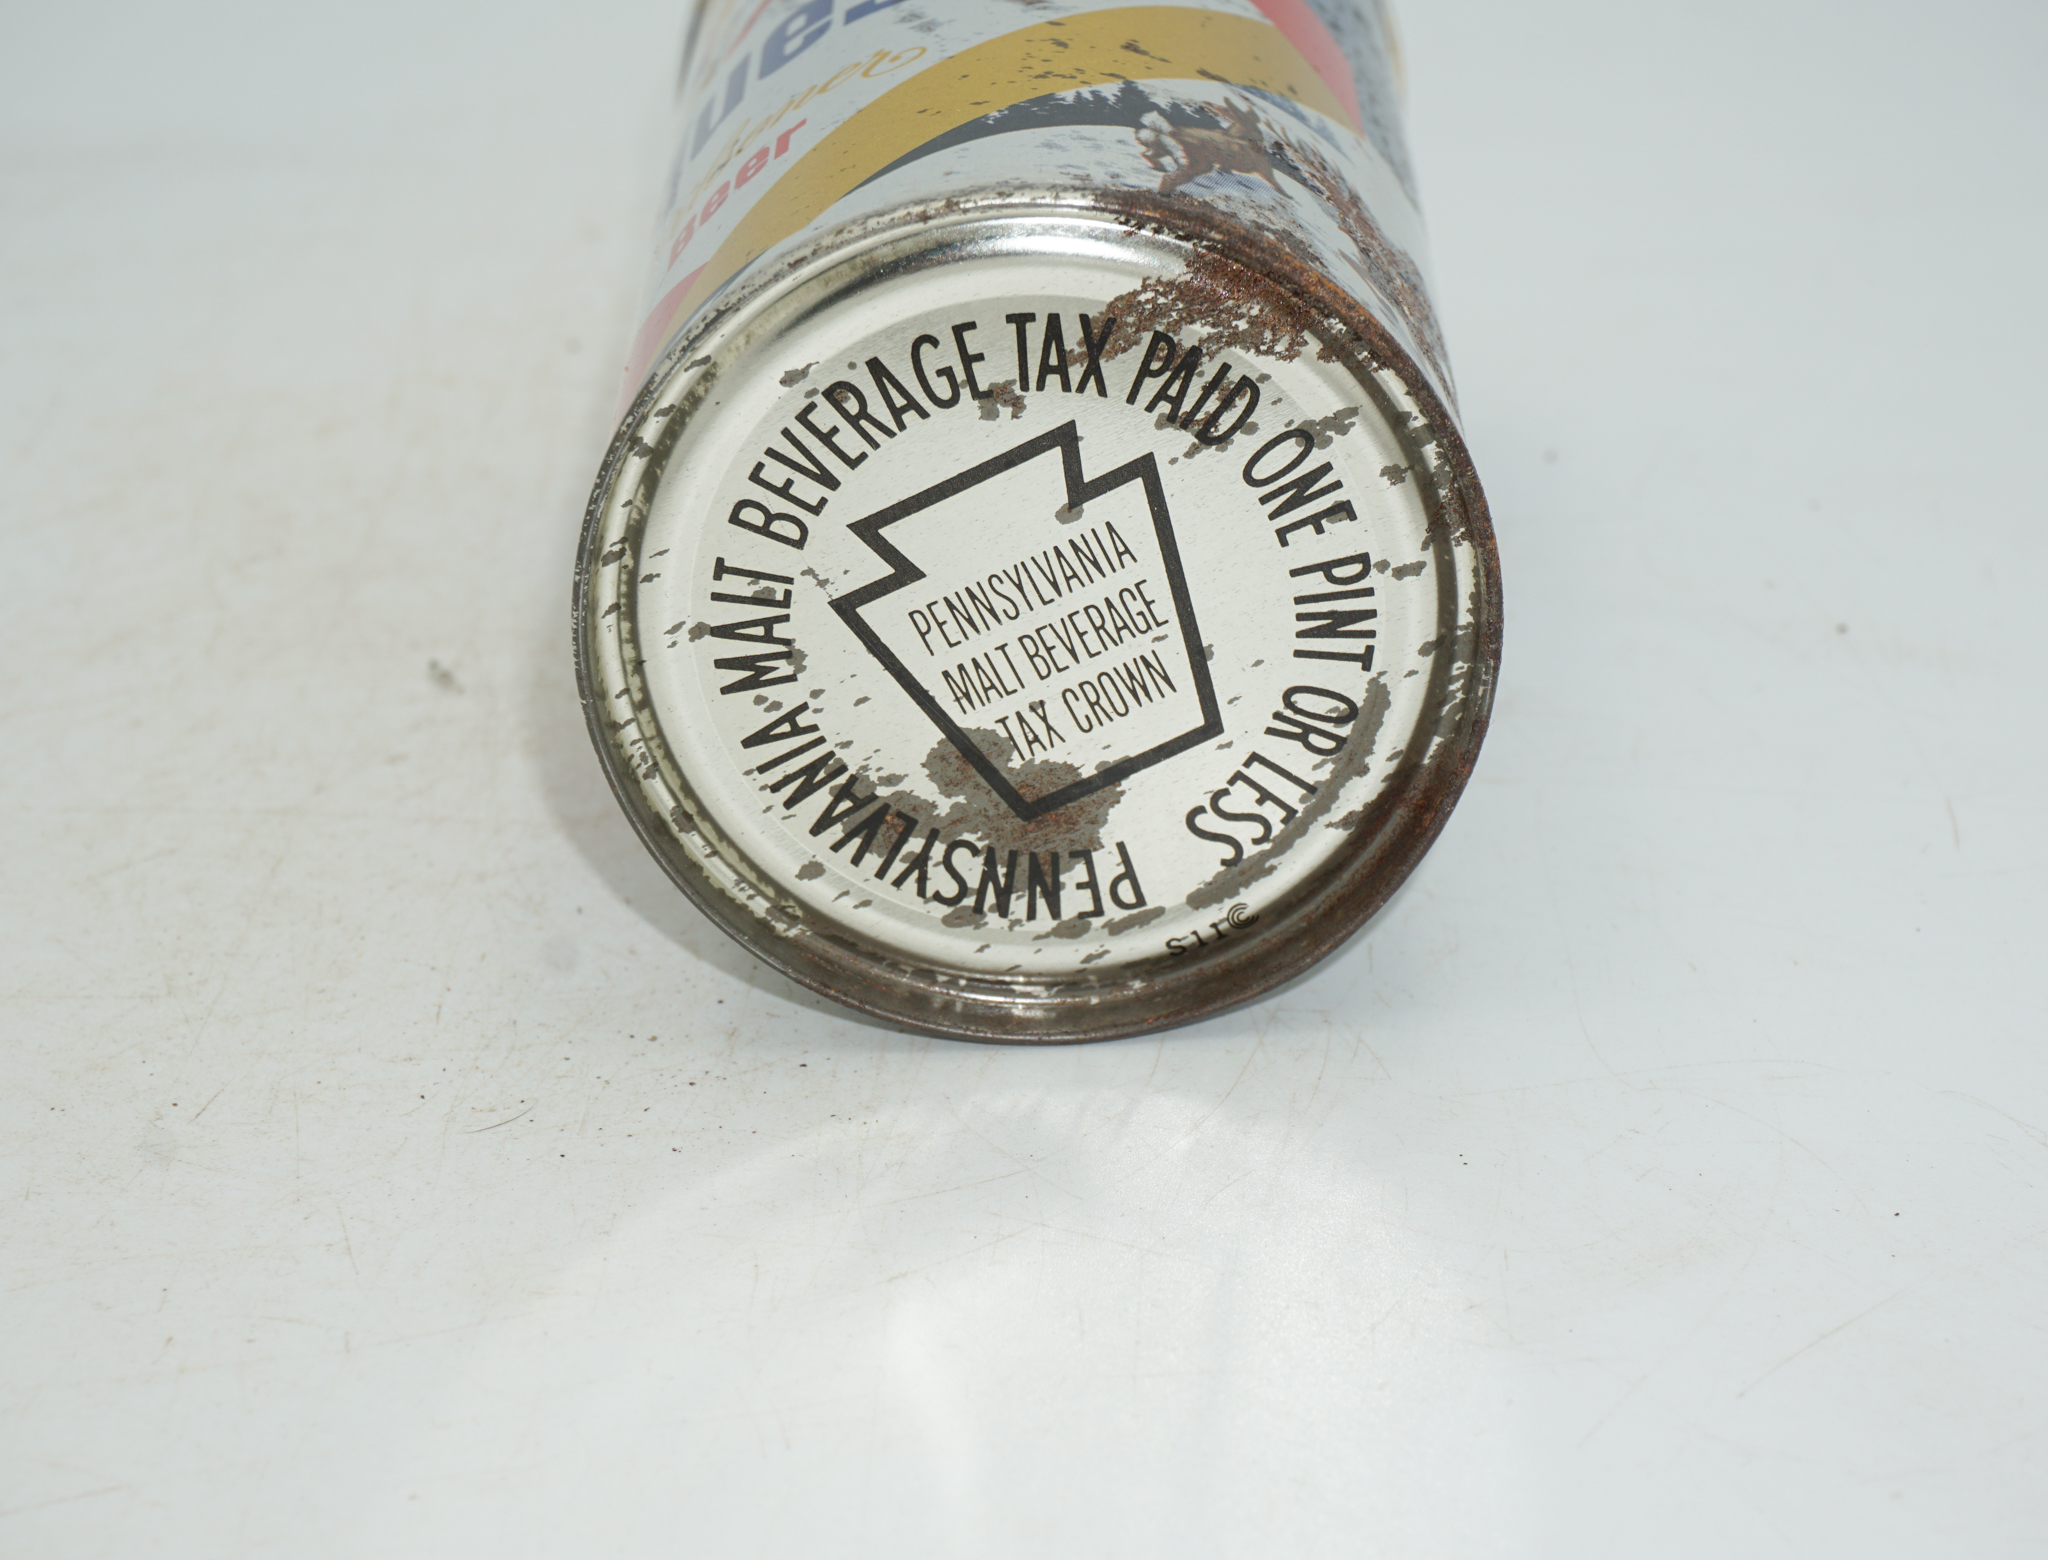 Beer
PENNSYLVANIA MALT BEVERAGE TAX PAID ONE PINT OR LESS
PENNSYLVANIA
MALT BEVERAGE
TAX CROWN